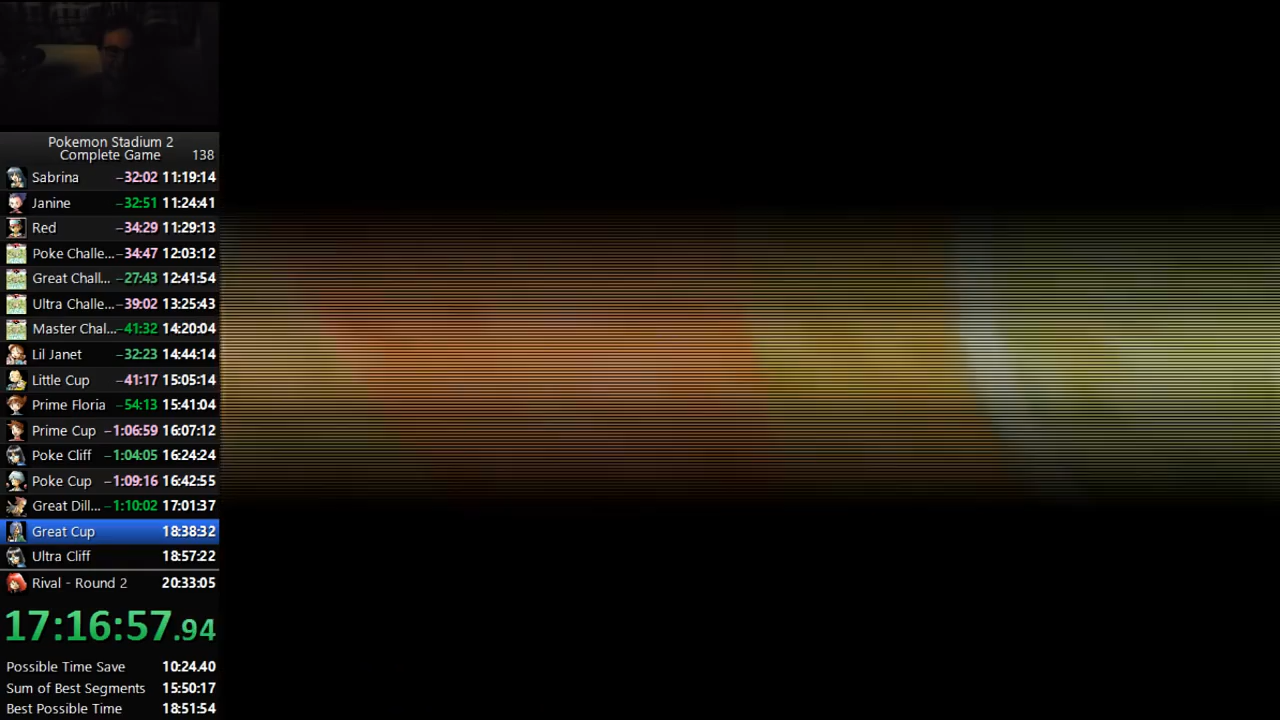 Pokemon Stadium 2
Complete Game 138
Sabrina −32:02 11:19:14
Janine −32:51 11:24:41
Red −34:29 11:29:13
Poke Challe... −34:47 12:03:12
Great Chall... −27:43 12:41:54
Ultra Challe... −39:02 13:25:43
Master Chal... −41:32 14:20:04
Lil Janet −32:23 14:44:14
Little Cup −41:17 15:05:14
Prime Floria −54:13 15:41:04
Prime Cup −1:06:59 16:07:12
Poke Cliff −1:04:05 16:24:24
Poke Cup −1:09:16 16:42:55
Great Dill... −1:10:02 17:01:37
Great Cup 18:38:32
Ultra Cliff 18:57:22
Rival - Round 2 20:33:05
17:16:57.94
Possible Time Save 10:24.40
Sum of Best Segments 15:50:17
Best Possible Time 18:51:54